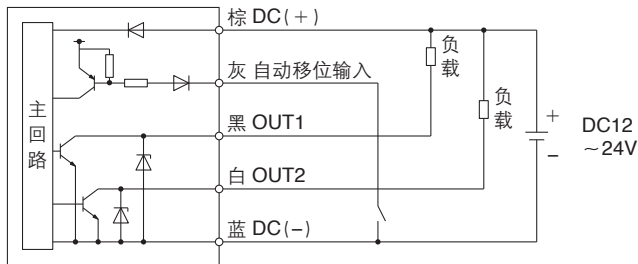 棕 DC(+)
灰 自动移位输入
黑 OUT1
白 OUT2
蓝 DC(-)
主回路
负载
负载
+
-
DC12
~24V